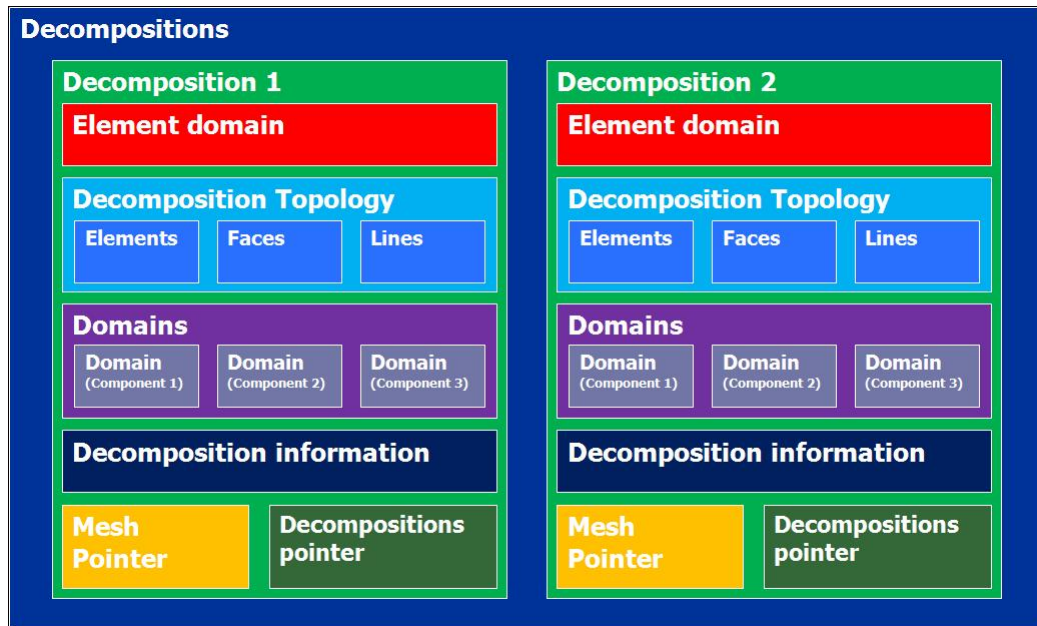 Decompositions
Decomposition 1
Element domain
Decomposition Topology
Elements
Faces
Lines
Domains
Domain
(Component 1)
Domain
(Component 2)
Domain
(Component 3)
Decomposition information
Mesh
Pointer
Decompositions
pointer
Decomposition 2
Element domain
Decomposition Topology
Elements
Faces
Lines
Domains
Domain
(Component 1)
Domain
(Component 2)
Domain
(Component 3)
Decomposition information
Mesh
Pointer
Decompositions
pointer